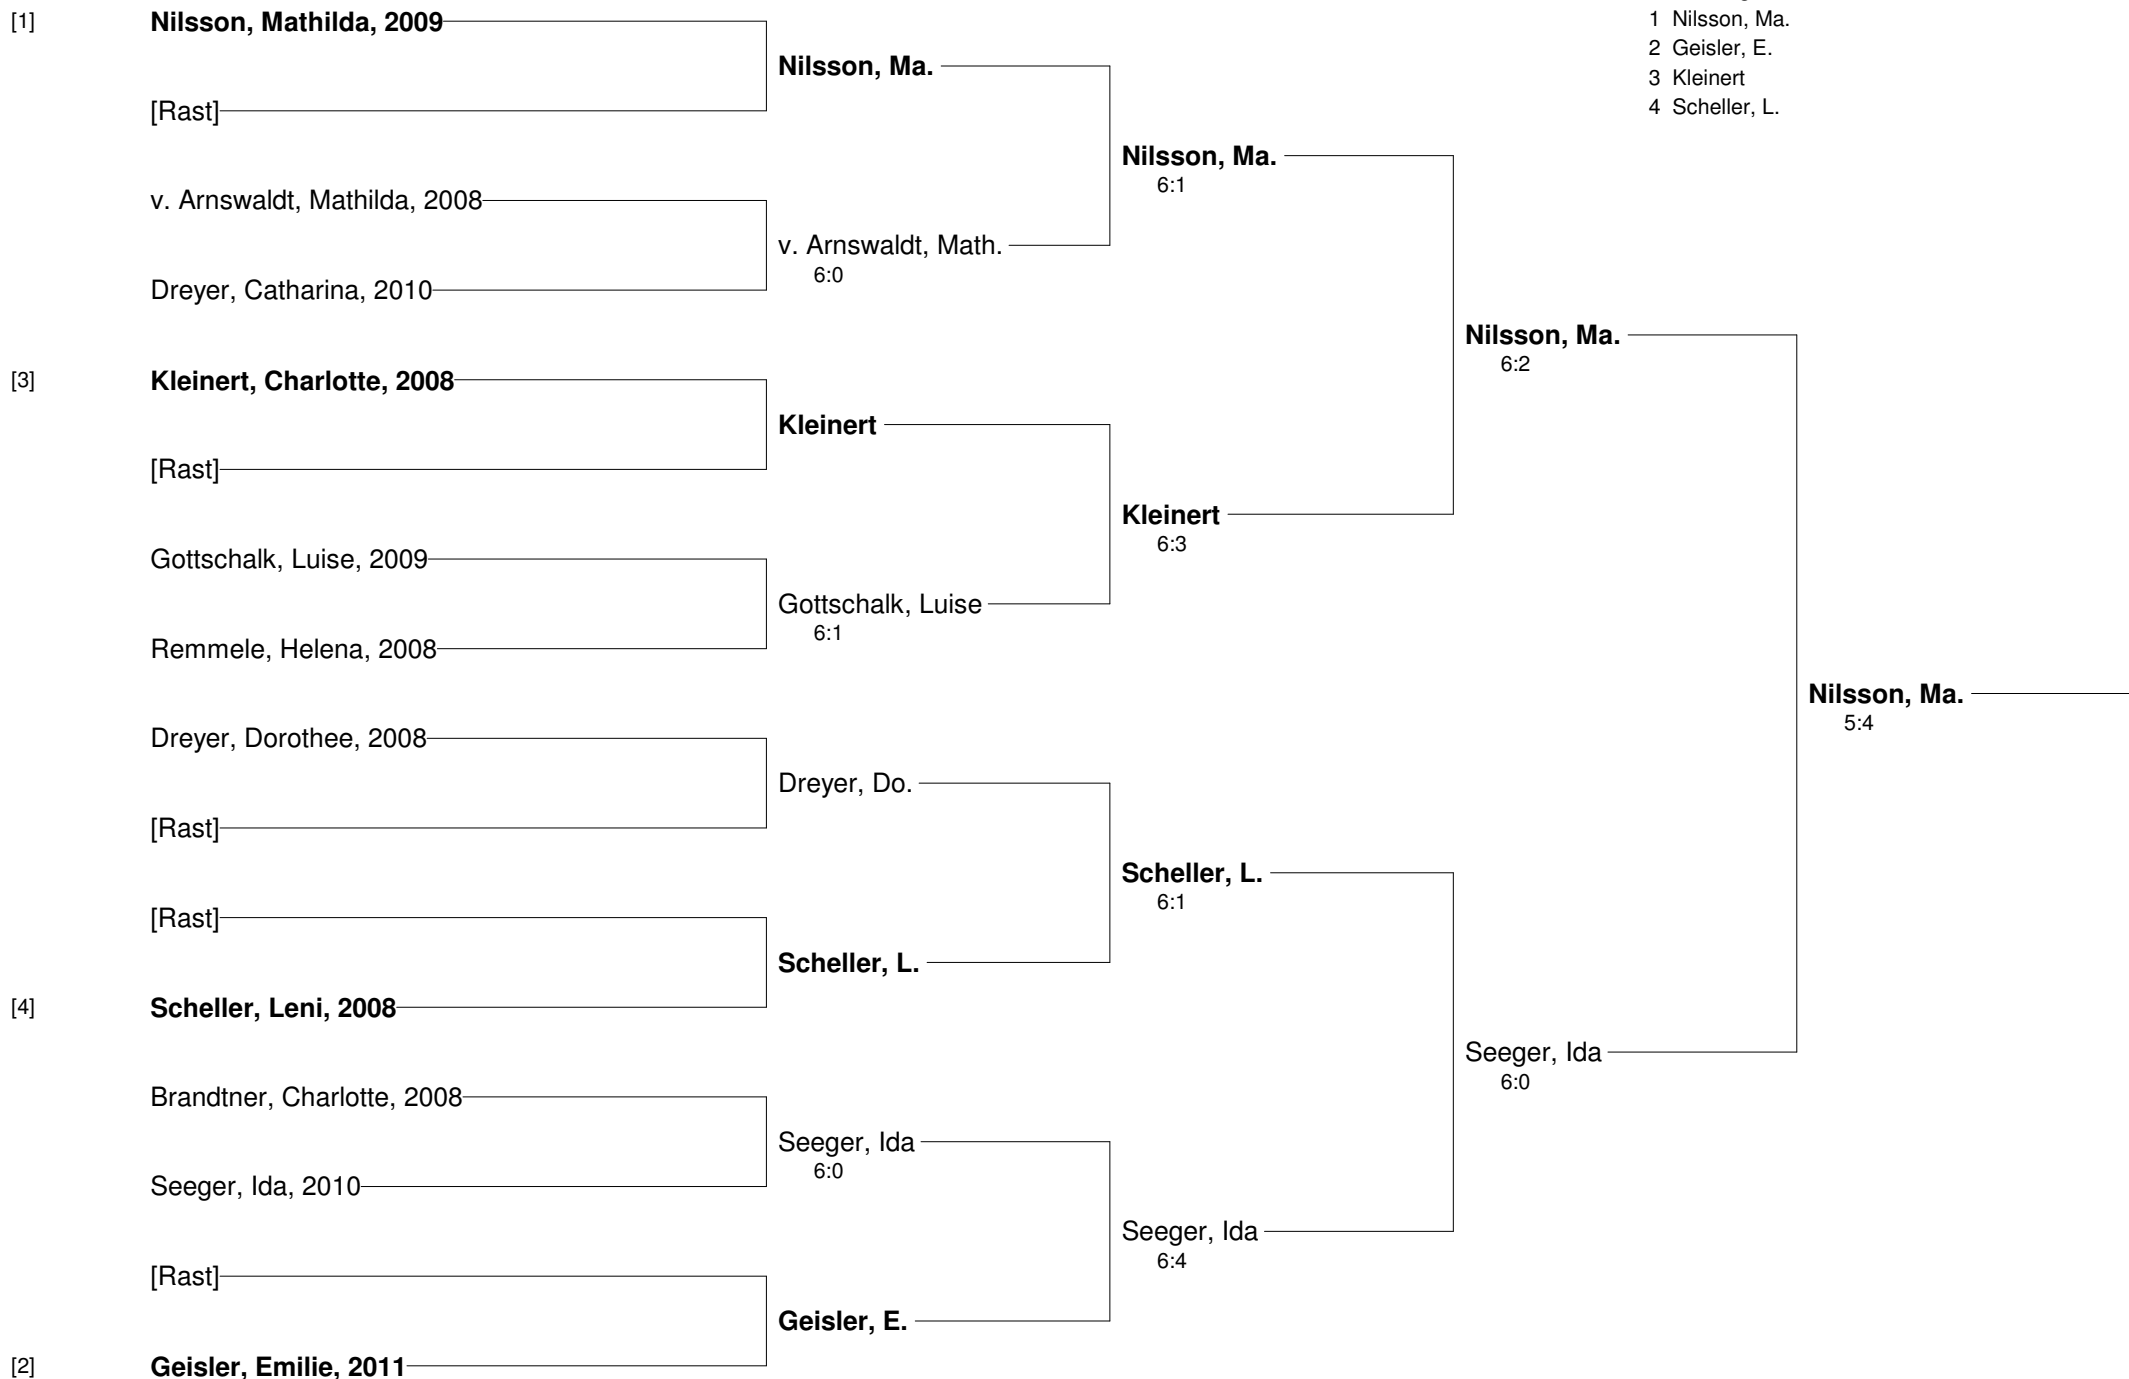 [1] Nilsson, Mathilda, 2009
[Rast]
v. Arnswaldt, Mathilda, 2008
Dreyer, Catharina, 2010
[3] Kleinert, Charlotte, 2008
[Rast]
Gottschalk, Luise, 2009
Remmele, Helena, 2008
Dreyer, Dorothee, 2008
[Rast]
[Rast]
[4] Scheller, Leni, 2008
Brandtner, Charlotte, 2008
Seeger, Ida, 2010
[Rast]
[2] Geisler, Emilie, 2011
Nilsson, Ma.
v. Arnswaldt, Math.
6:0
Kleinert
Gottschalk, Luise
6:1
Dreyer, Do.
Scheller, L.
Seeger, Ida
6:0
Geisler, E.
Nilsson, Ma.
6:1
Kleinert
6:3
Scheller, L.
6:1
Seeger, Ida
6:4
Nilsson, Ma.
6:2
Seeger, Ida
6:0
Nilsson, Ma.
5:4
1 Nilsson, Ma.
2 Geisler, E.
3 Kleinert
4 Scheller, L.